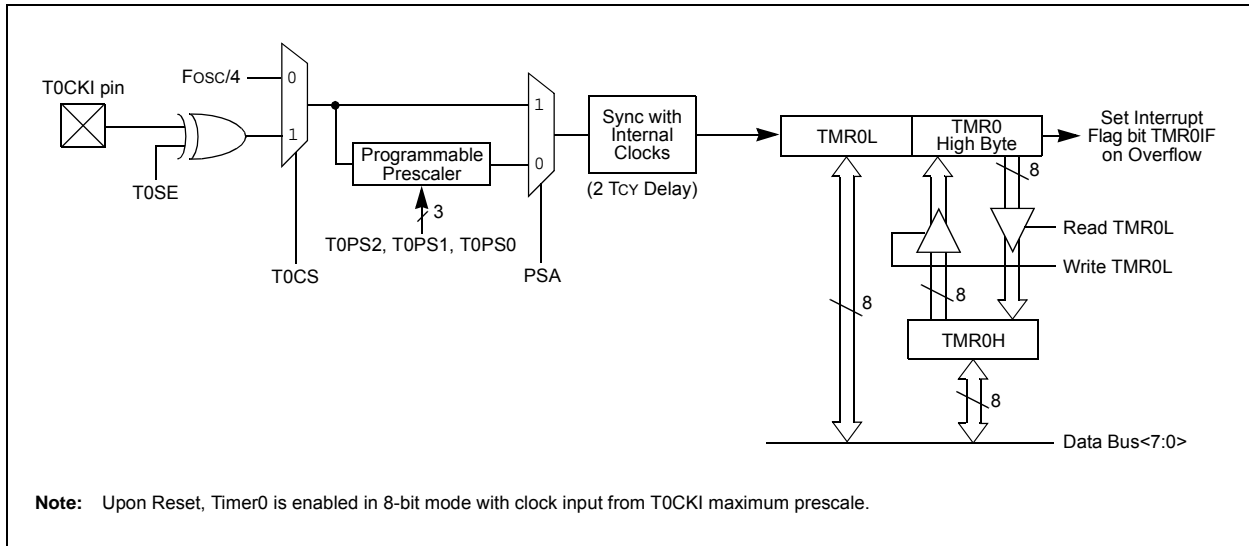 T0CKI pin
FOSC/4
0
1
T0SE
T0CS
Programmable
Prescaler
3
T0PS2, T0PS1, T0PS0
1
0
PSA
Sync with
Internal
Clocks
(2 TCY Delay)
TMR0L
TMR0
High Byte
Set Interrupt
Flag bit TMR0IF
on Overflow
8
Read TMR0L
Write TMR0L
8
8
TMR0H
8
Data Bus<7:0>
Note: Upon Reset, Timer0 is enabled in 8-bit mode with clock input from T0CKI maximum prescale.